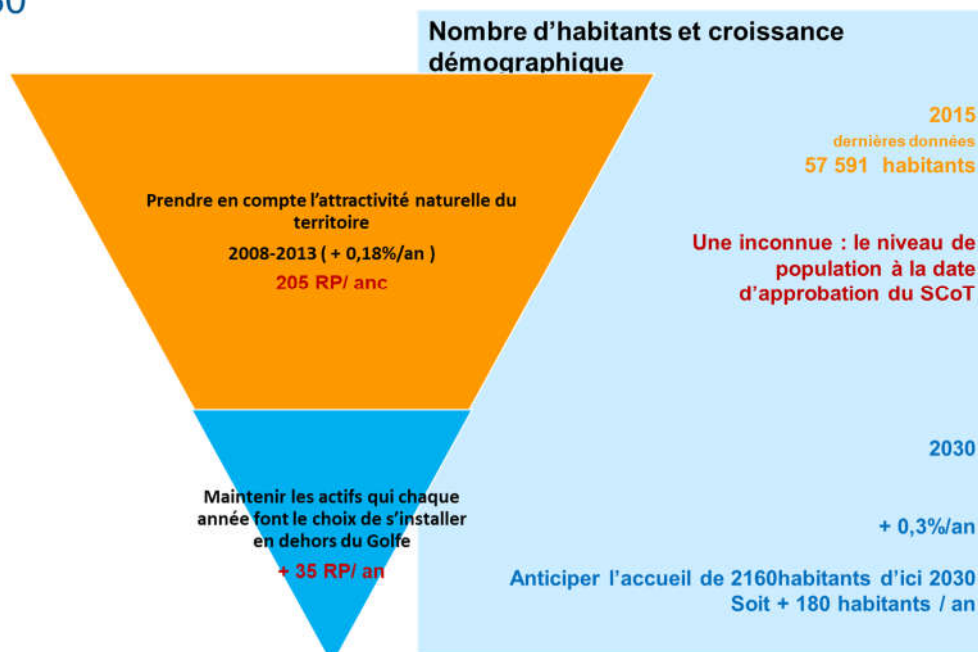 Nombre d'habitants et croissance
démographique
2015
dernières données
57 591 habitants
Prendre en compte l'attractivité naturelle du
territoire
2008-2013 ( + 0,18%/an )
205 RP/ anc
Une inconnue : le niveau de
population à la date
d'approbation du SCoT
2030
Maintenir les actifs qui chaque
année font le choix de s'installer
en dehors du Golfe
+ 35 RP/ an
+ 0,3%/an
Anticiper l'accueil de 2160habitants d'ici 2030
Soit + 180 habitants / an